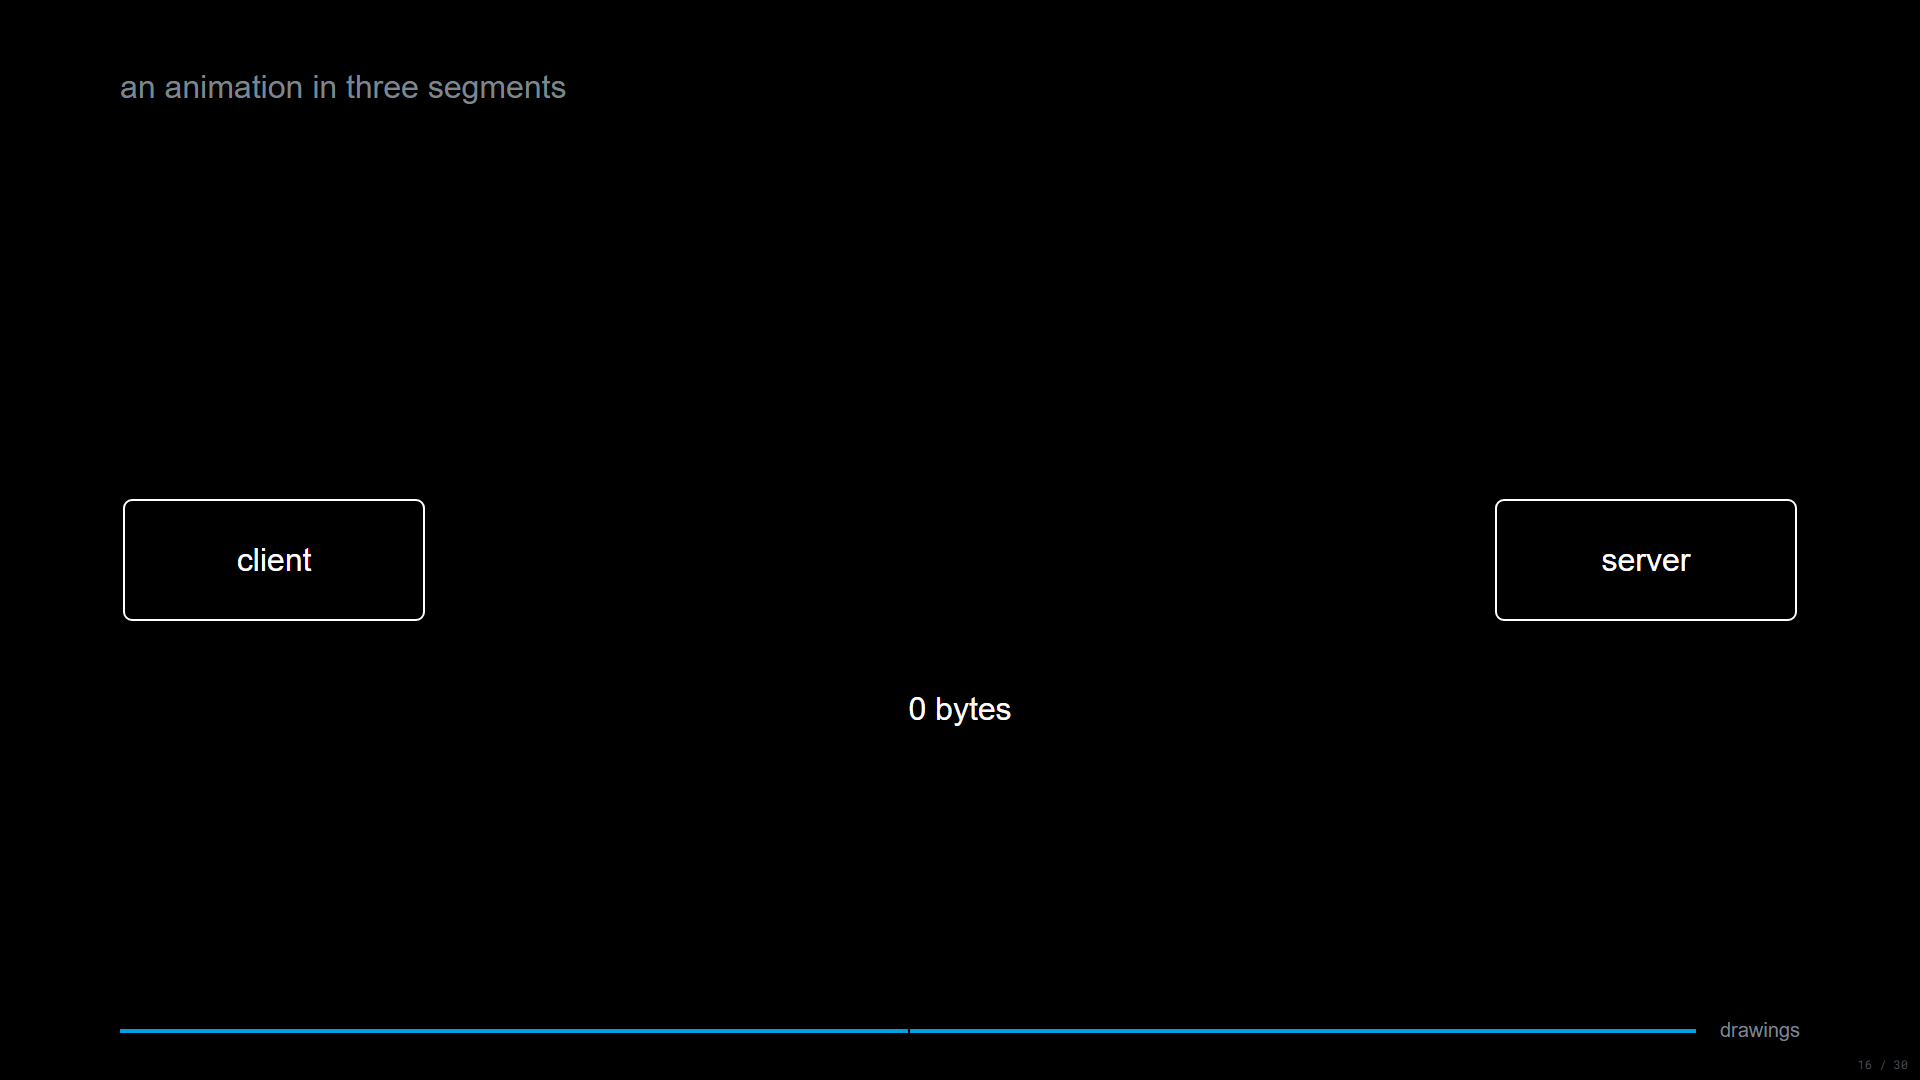 an animation in three segments
client
server
0 bytes
drawings
16 / 30